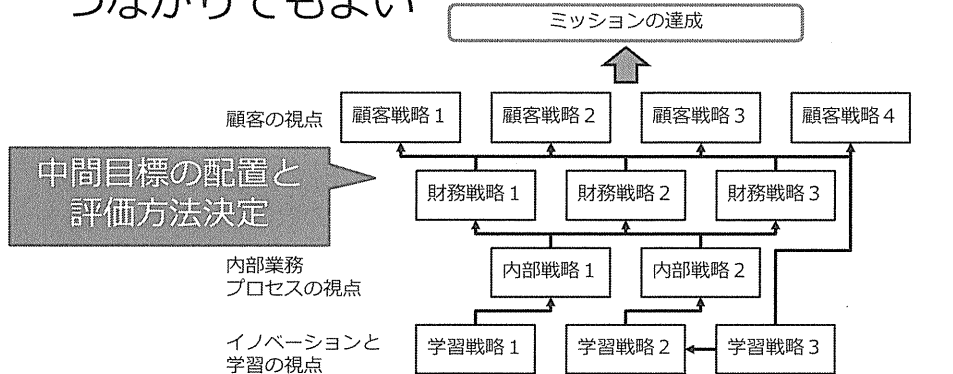 つながりでもよい
ミッションの達成
顧客の視点
顧客戦略1
顧客戦略2
顧客戦略3
顧客戦略4
中間目標の配置と
評価方法決定
財務戦略1
財務戦略2
財務戦略3
内部業務
プロセスの視点
内部戦略1
内部戦略2
イノベーションと
学習の視点
学習戦略1
学習戦略2
学習戦略3